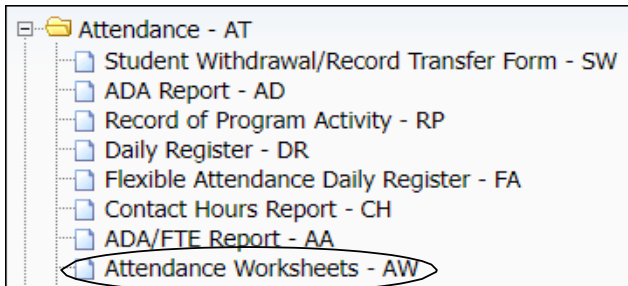 Attendance - AT
Student Withdrawal/Record Transfer Form - SW
ADA Report - AD
Record of Program Activity - RP
Daily Register - DR
Flexible Attendance Daily Register - FA
Contact Hours Report - CH
ADA/FTE Report - AA
Attendance Worksheets - AW